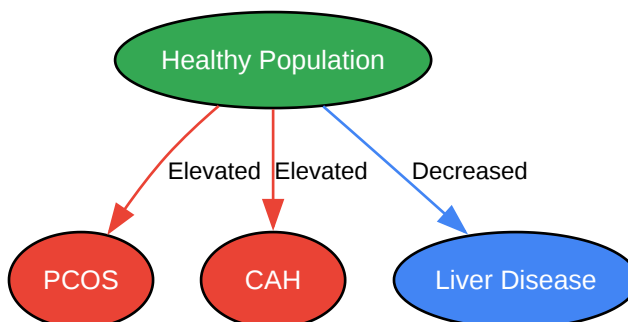 Healthy Population
Elevated Elevated Decreased
PCOS CAH Liver Disease